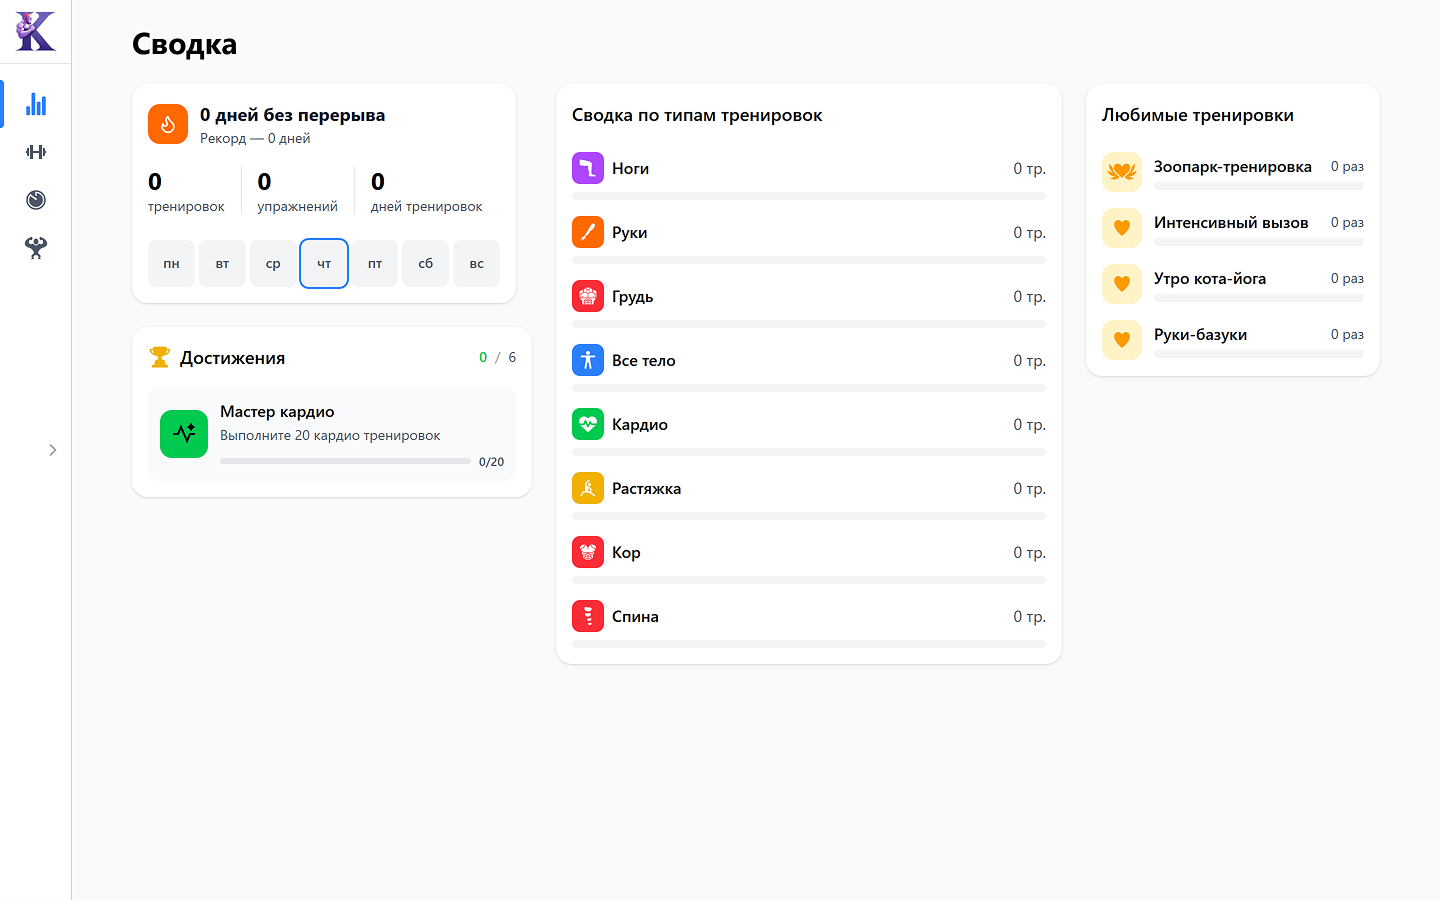 K
Сводка
0 дней без перерыва
Рекорд — 0 дней
0 0 0
тренировок упражнений дней тренировок
пн вт ср чт пт сб вс
Достижения 0 / 6
Мастер кардио
Выполните 20 кардио тренировок
0/20
Сводка по типам тренировок
Ноги 0 тр.
Руки 0 тр.
Грудь 0 тр.
Все тело 0 тр.
Кардио 0 тр.
Растяжка 0 тр.
Кор 0 тр.
Спина 0 тр.
Любимые тренировки
Зоопарк-тренировка 0 раз
Интенсивный вызов 0 раз
Утро кота-йога 0 раз
Руки-базуки 0 раз